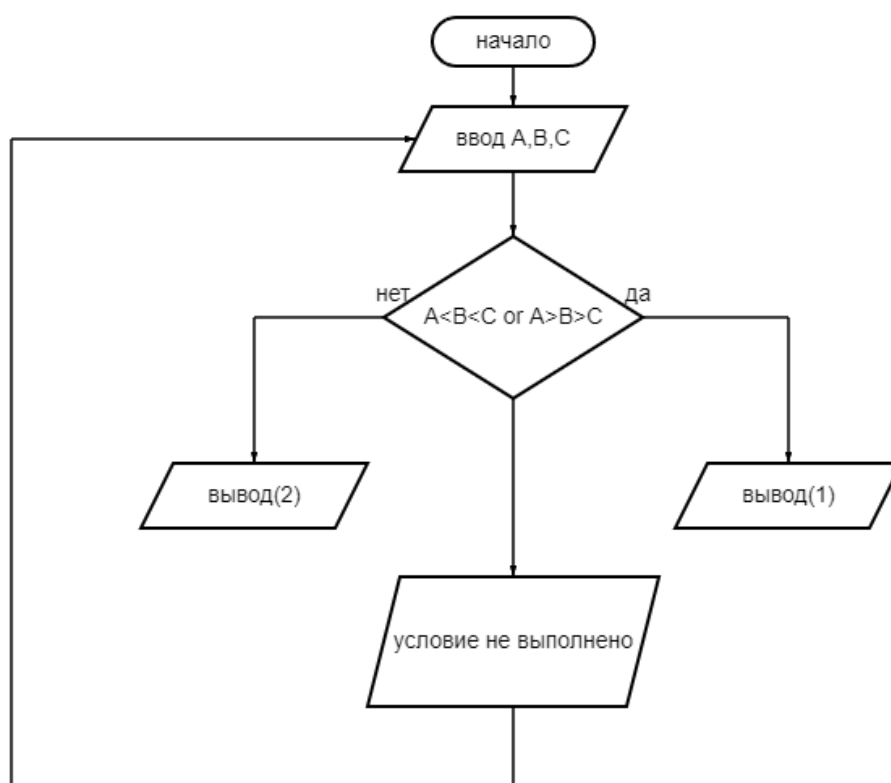 начало
ввод A,B,C
нет
да
A<B<C or A>B>C
вывод(2)
вывод(1)
условие не выполнено